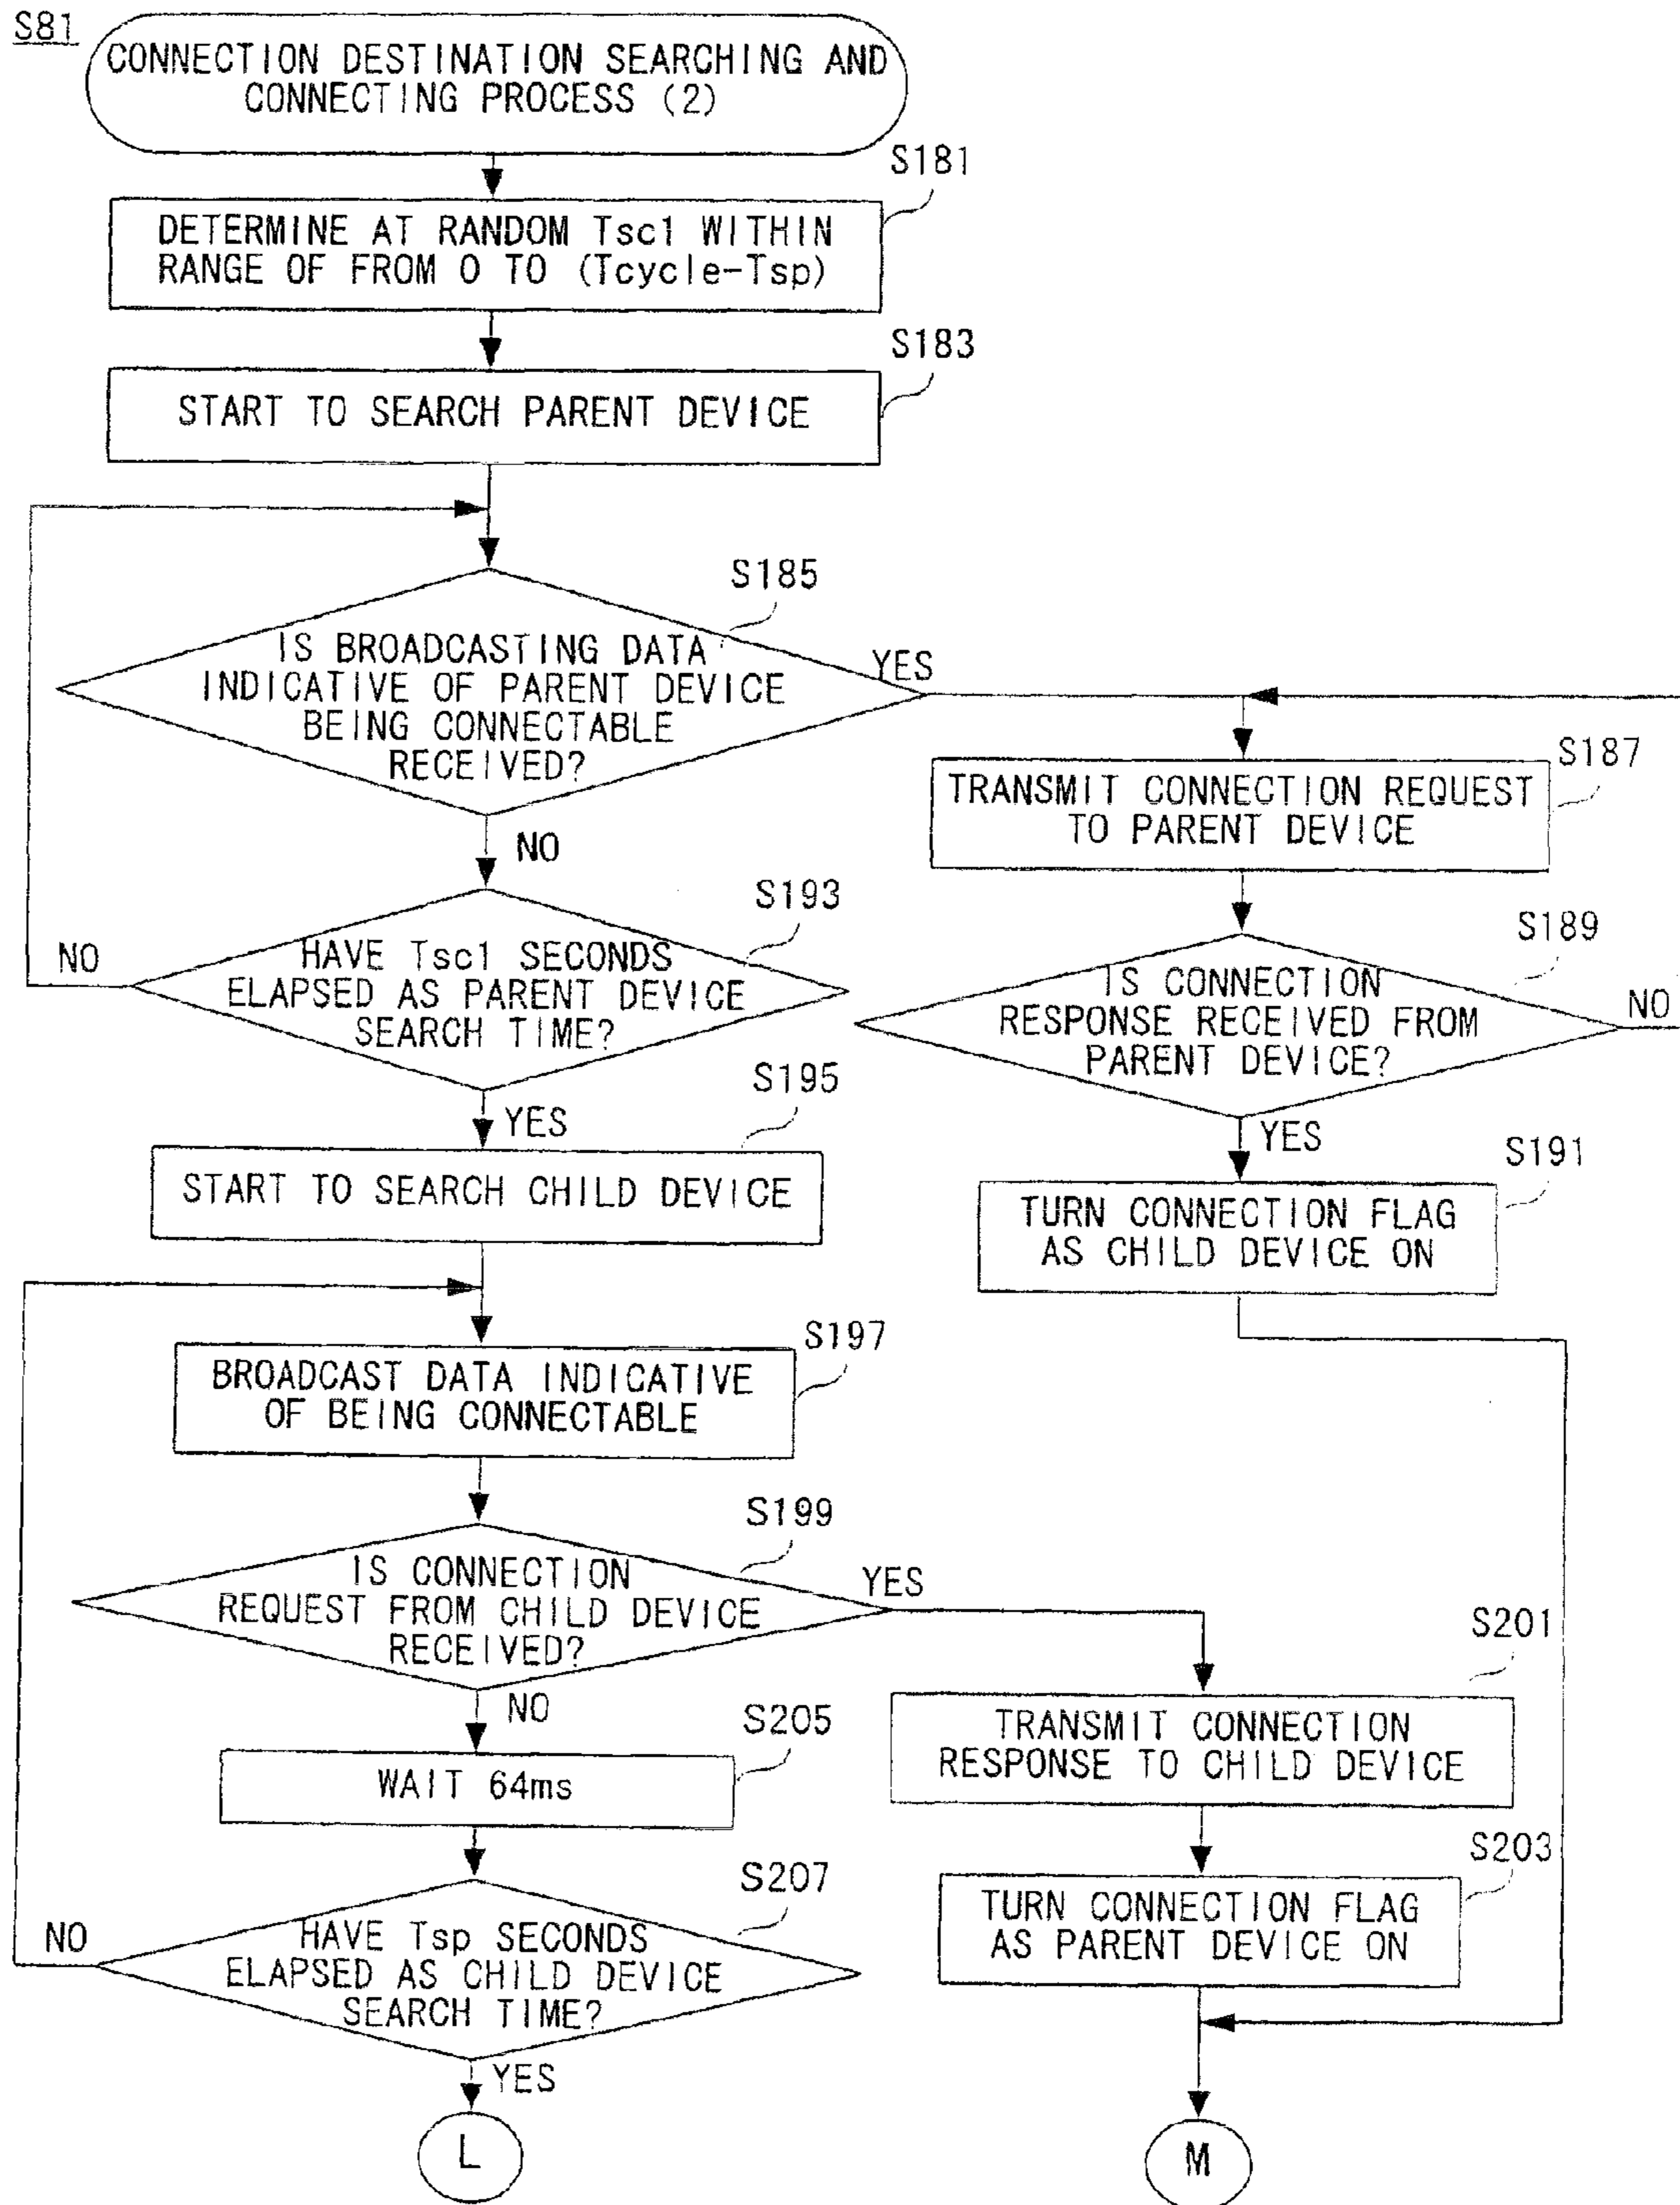 S81
CONNECTION DESTINATION SEARCHING AND
CONNECTING PROCESS (2)
S181
DETERMINE AT RANDOM Tsc1 WITHIN
RANGE OF FROM 0 TO (Tcycle-Tsp)
S183
START TO SEARCH PARENT DEVICE
S185
IS BROADCASTING DATA
INDICATIVE OF PARENT DEVICE
BEING CONNECTABLE
RECEIVED?
YES
NO
S187
TRANSMIT CONNECTION REQUEST
TO PARENT DEVICE
S193
HAVE Tsc1 SECONDS
ELAPSED AS PARENT DEVICE
SEARCH TIME?
NO
YES
S189
IS CONNECTION
RESPONSE RECEIVED FROM
PARENT DEVICE?
NO
YES
S195
START TO SEARCH CHILD DEVICE
S191
TURN CONNECTION FLAG
AS CHILD DEVICE ON
S197
BROADCAST DATA INDICATIVE
OF BEING CONNECTABLE
S199
IS CONNECTION
REQUEST FROM CHILD DEVICE
RECEIVED?
YES
NO
S201
TRANSMIT CONNECTION
RESPONSE TO CHILD DEVICE
S205
WAIT 64ms
S203
TURN CONNECTION FLAG
AS PARENT DEVICE ON
S207
HAVE Tsp SECONDS
ELAPSED AS CHILD DEVICE
SEARCH TIME?
NO
YES
L
M